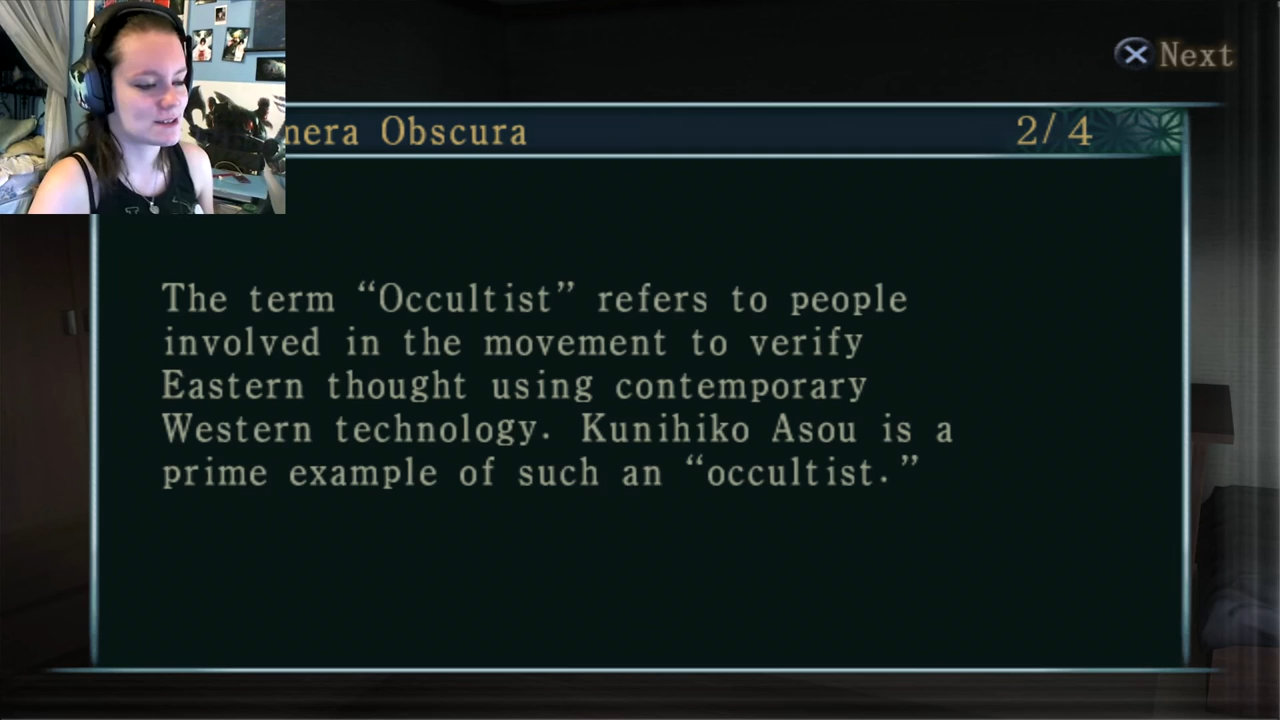 Next
mera Obscura
2/4
The term “Occultist” refers to people
involved in the movement to verify
Eastern thought using contemporary
Western technology. Kunihiko Asou is a
prime example of such an “occultist.”